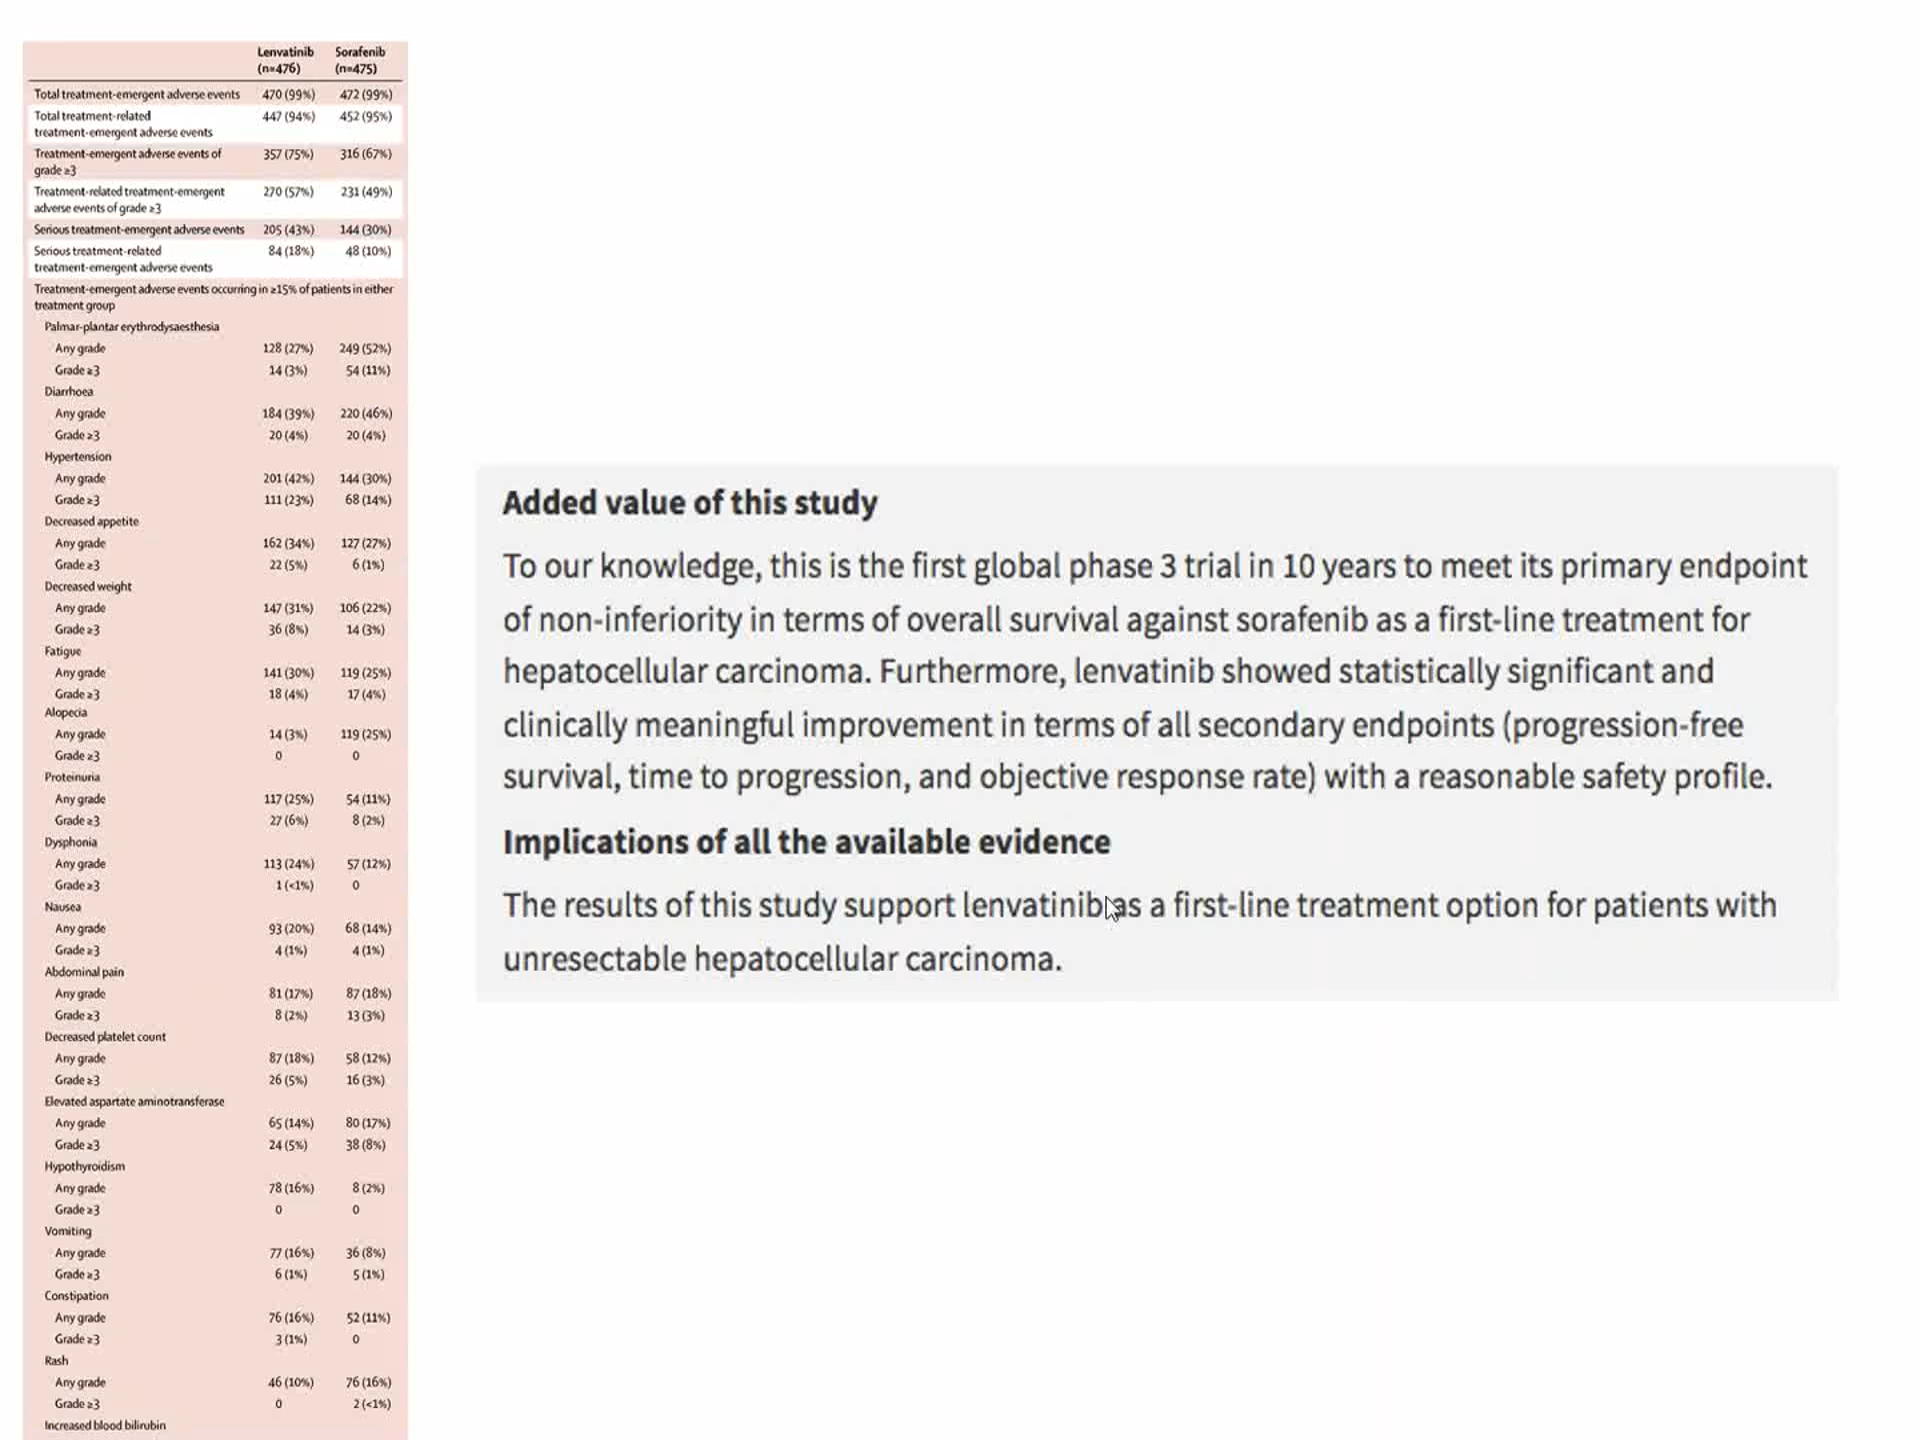 Lenvatinib Sorafenib
(n=476) (n=475)
Total treatment-emergent adverse events 470 (99%) 472 (99%)
Total treatment-related 447 (94%) 452 (95%)
treatment-emergent adverse events
Treatment-emergent adverse events of 357 (75%) 316 (67%)
grade ≥3
Treatment-related treatment-emergent 270 (57%) 231 (49%)
adverse events of grade ≥3
Serious treatment-emergent adverse events 205 (43%) 144 (30%)
Serious treatment-related 84 (18%) 48 (10%)
treatment-emergent adverse events
Treatment-emergent adverse events occurring in ≥15% of patients in either
treatment group
Palmar-plantar erythrodysaesthesia
Any grade 128 (27%) 249 (52%)
Grade ≥3 14 (3%) 54 (11%)
Diarrhoea
Any grade 184 (39%) 220 (46%)
Grade ≥3 20 (4%) 20 (4%)
Hypertension
Any grade 201 (42%) 144 (30%)
Grade ≥3 111 (23%) 68 (14%)
Decreased appetite
Any grade 162 (34%) 127 (27%)
Grade ≥3 22 (5%) 6 (1%)
Decreased weight
Any grade 147 (31%) 106 (22%)
Grade ≥3 36 (8%) 14 (3%)
Fatigue
Any grade 141 (30%) 119 (25%)
Grade ≥3 18 (4%) 17 (4%)
Alopecia
Any grade 14 (3%) 119 (25%)
Grade ≥3 0 0
Proteinuria
Any grade 117 (25%) 54 (11%)
Grade ≥3 27 (6%) 8 (2%)
Dysphonia
Any grade 113 (24%) 57 (12%)
Grade ≥3 1 (<1%) 0
Nausea
Any grade 93 (20%) 68 (14%)
Grade ≥3 4 (1%) 4 (1%)
Abdominal pain
Any grade 81 (17%) 87 (18%)
Grade ≥3 8 (2%) 13 (3%)
Decreased platelet count
Any grade 87 (18%) 58 (12%)
Grade ≥3 26 (5%) 16 (3%)
Elevated aspartate aminotransferase
Any grade 65 (14%) 80 (17%)
Grade ≥3 24 (5%) 38 (8%)
Hypothyroidism
Any grade 78 (16%) 8 (2%)
Grade ≥3 0 0
Vomiting
Any grade 77 (16%) 36 (8%)
Grade ≥3 6 (1%) 5 (1%)
Constipation
Any grade 76 (16%) 52 (11%)
Grade ≥3 3 (1%) 0
Rash
Any grade 46 (10%) 76 (16%)
Grade ≥3 0 2 (<1%)
Increased blood bilirubin
Added value of this study
To our knowledge, this is the first global phase 3 trial in 10 years to meet its primary endpoint
of non-inferiority in terms of overall survival against sorafenib as a first-line treatment for
hepatocellular carcinoma. Furthermore, lenvatinib showed statistically significant and
clinically meaningful improvement in terms of all secondary endpoints (progression-free
survival, time to progression, and objective response rate) with a reasonable safety profile.
Implications of all the available evidence
The results of this study support lenvatinib as a first-line treatment option for patients with
unresectable hepatocellular carcinoma.